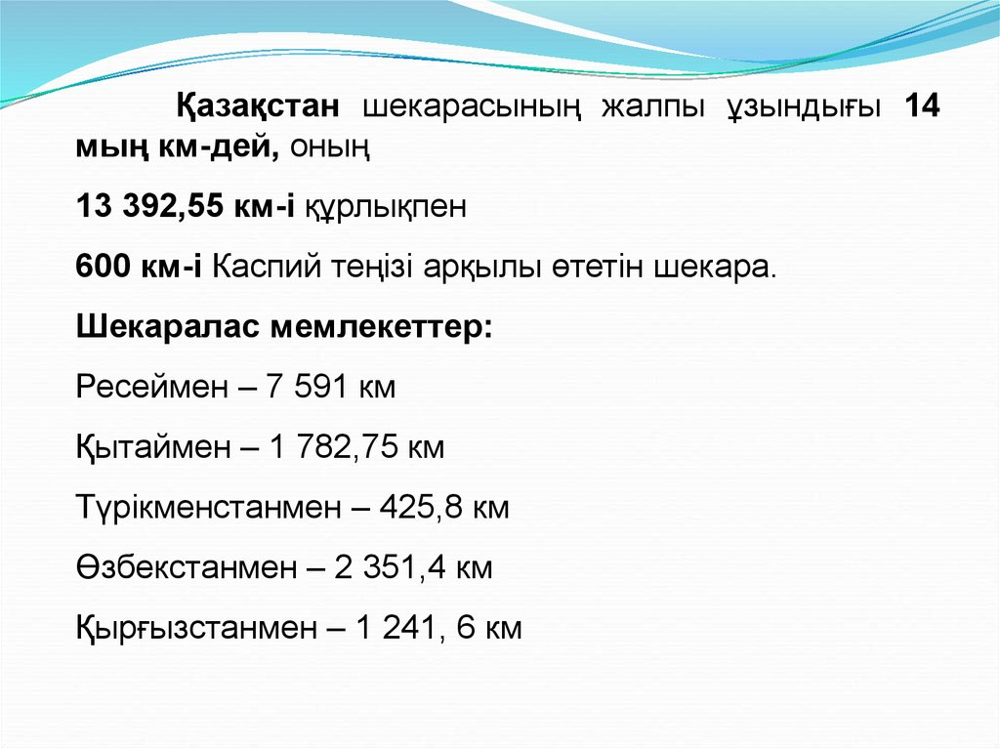 Қазақстан шекарасының жалпы ұзындығы 14
мың км-дей, оның
13 392,55 км-і құрлықпен
600 км-і Каспий теңізі арқылы өтетін шекара.
Шекаралас мемлекеттер:
Ресеймен – 7 591 км
Қытаймен – 1 782,75 км
Түрікменстанмен – 425,8 км
Өзбекстанмен – 2 351,4 км
Қырғызстанмен – 1 241, 6 км